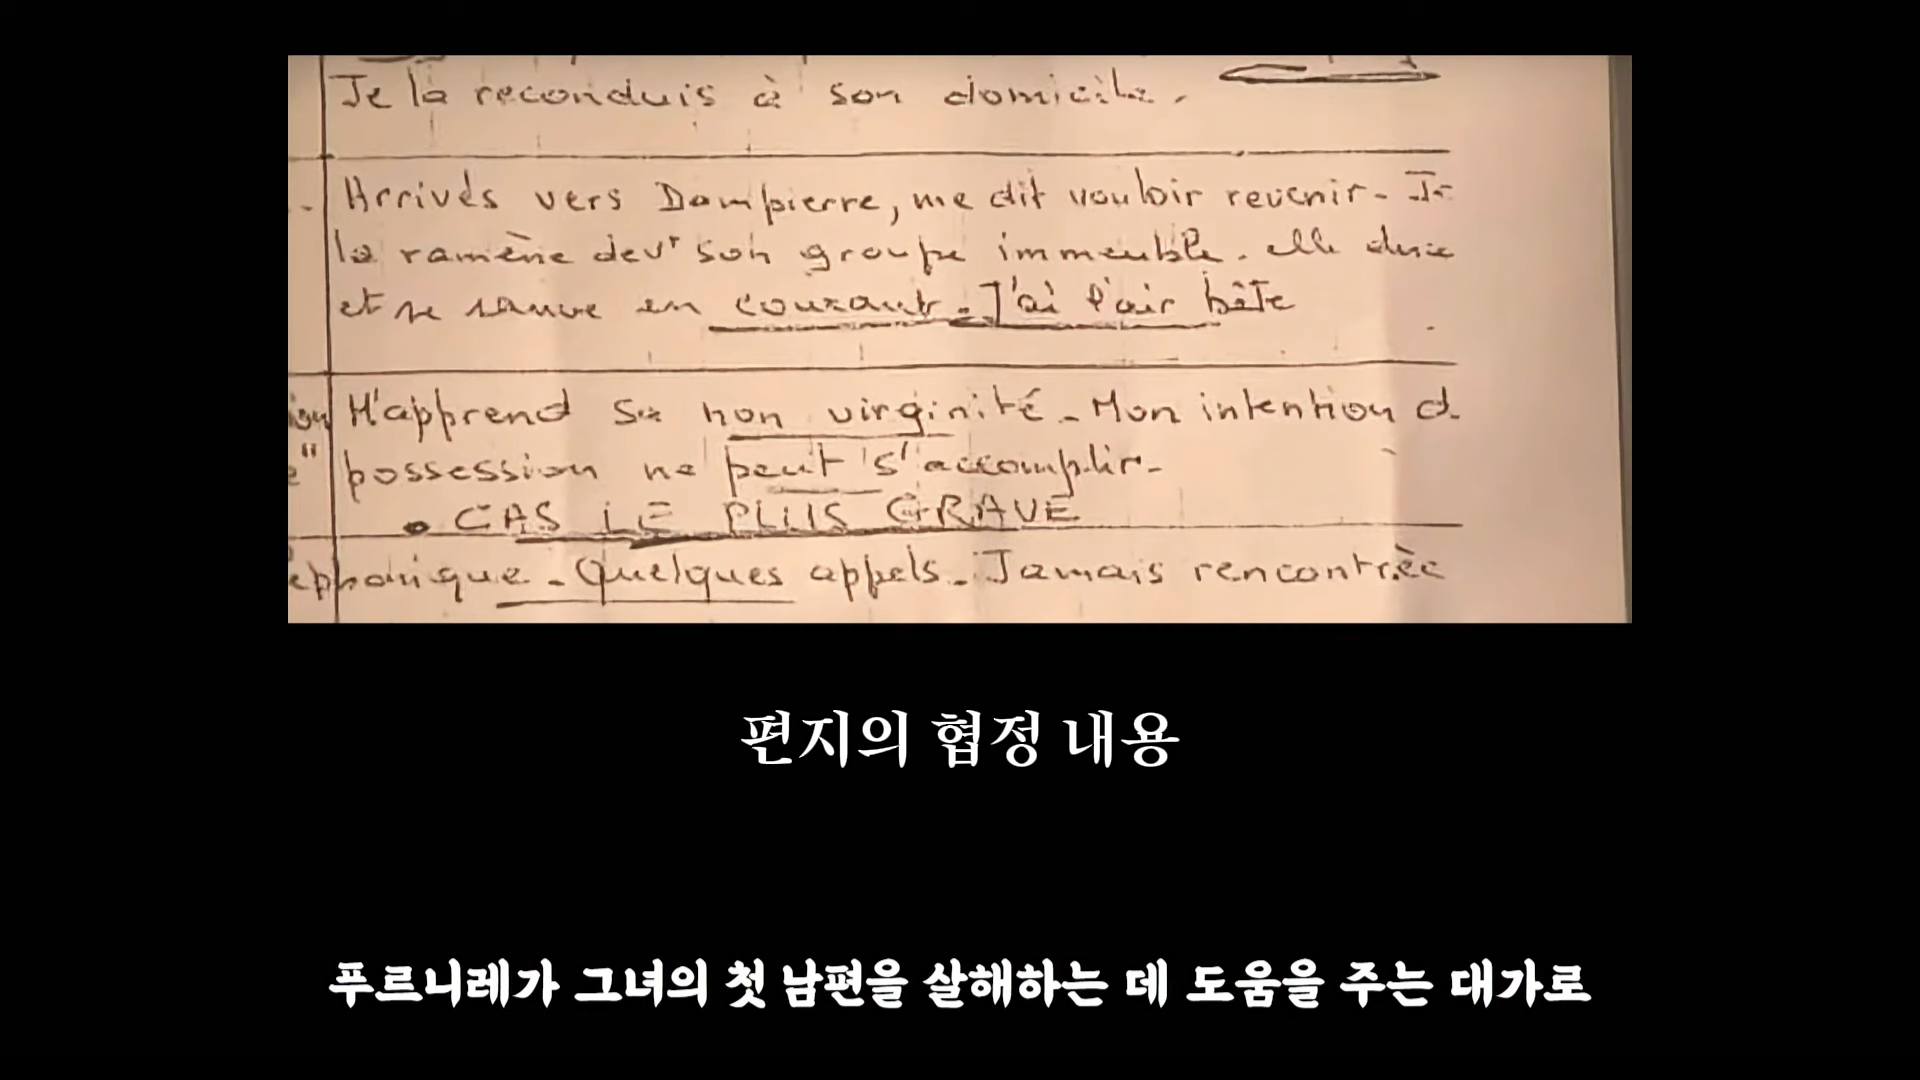 Je la reconduis à son domicile.
Arrivés vers Dampierre, me dit vouloir revenir - Je
la ramène devt son groupe immeuble. elle
et se sauve en courant. J'ai l'air bête
ion M'apprend sa non virginité - Mon intention d
e" possession ne peut s'accomplir -
• CAS LE PLUS GRAVE
éphonique - Quelques appels - Jamais rencontrée
편지의 협정 내용
푸르니레가 그녀의 첫 남편을 살해하는 데 도움을 주는 대가로